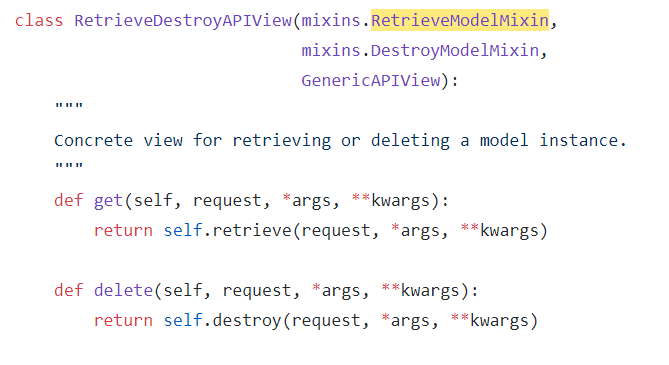 class RetrieveDestroyAPIView(mixins.RetrieveModelMixin,
                             mixins.DestroyModelMixin,
                             GenericAPIView):
    """
    Concrete view for retrieving or deleting a model instance.
    """
    def get(self, request, *args, **kwargs):
        return self.retrieve(request, *args, **kwargs)

    def delete(self, request, *args, **kwargs):
        return self.destroy(request, *args, **kwargs)